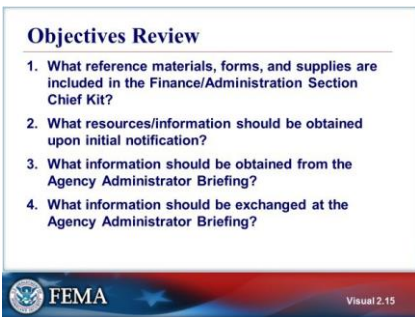 Objectives Review
1. What reference materials, forms, and supplies are
included in the Finance/Administration Section
Chief Kit?
2. What resources/information should be obtained
upon initial notification?
3. What information should be obtained from the
Agency Administrator Briefing?
4. What information should be exchanged at the
Agency Administrator Briefing?
FEMA
Visual 2.15